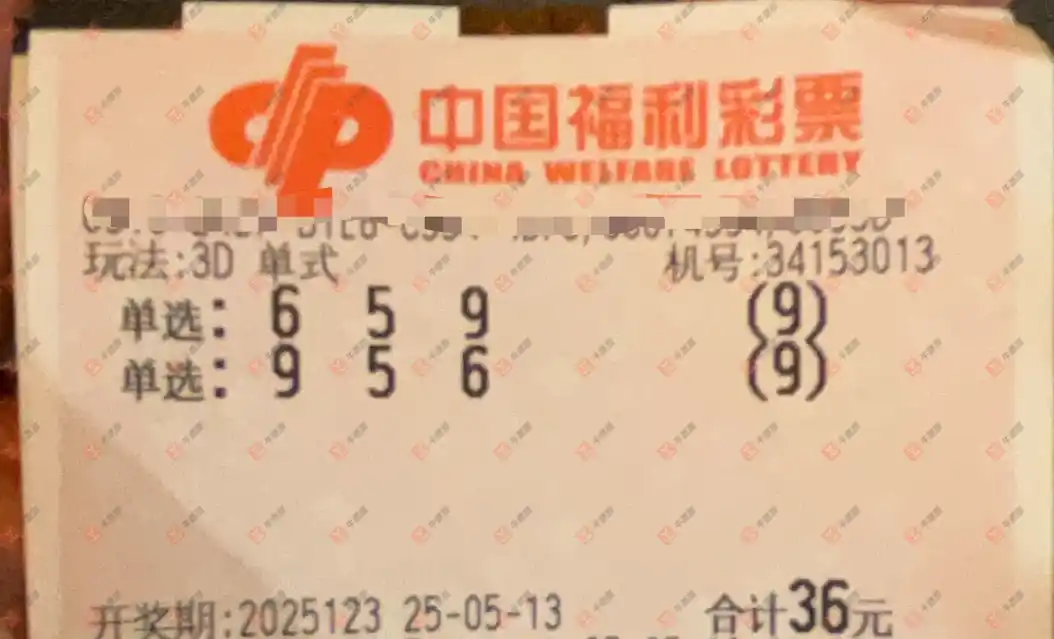 中国福利彩票
CHINA WELFARE LOTTERY
玩法:3D 单式 机号:34153013
单选: 6 5 9 (9)
单选: 9 5 6 (9)
开奖期:2025123 25-05-13 合计36元